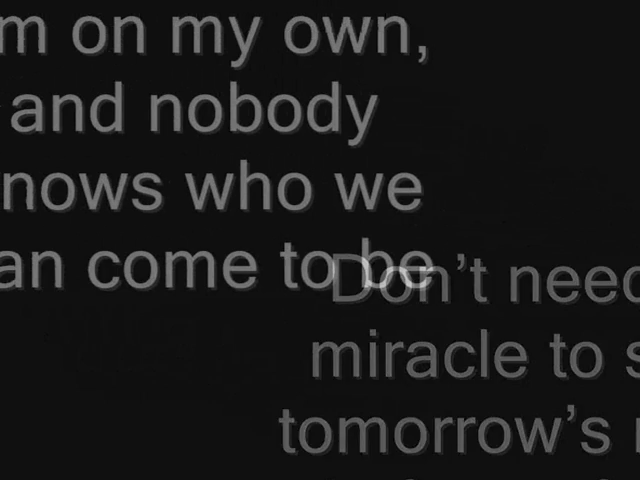 m on my own,
and nobody
nows who we
an come to be
Don’t need
miracle to s
tomorrow’s